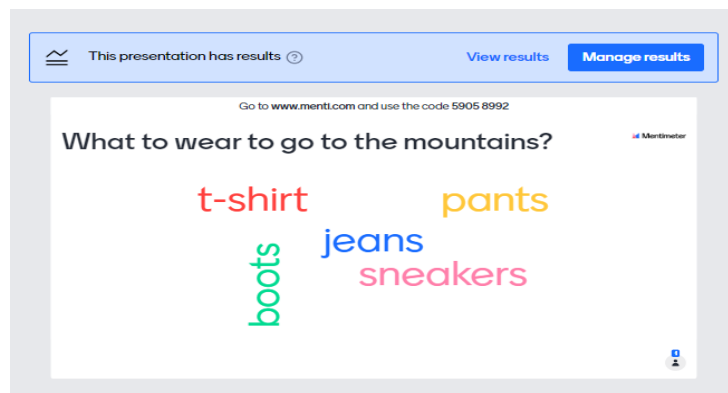 This presentation has results ?
View results
Manage results
Go to www.menti.com and use the code 5905 8992
What to wear to go to the mountains?
Mentimeter
t-shirt
pants
jeans
boots
sneakers